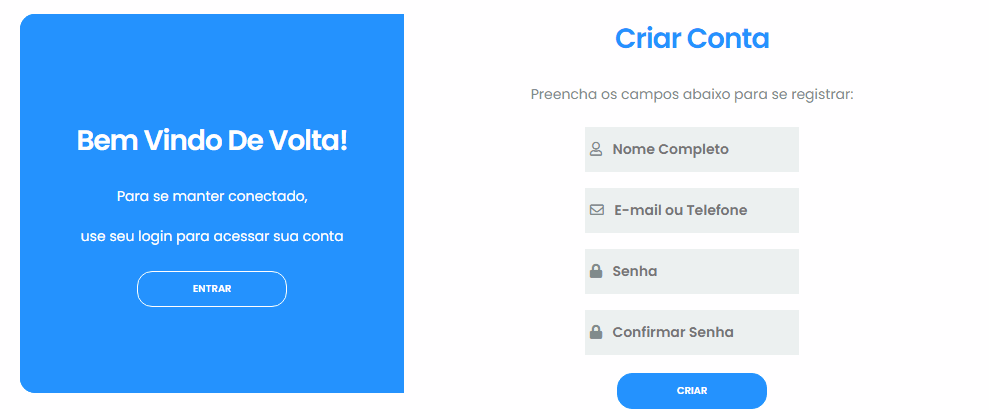 Bem Vindo De Volta!
Para se manter conectado,
use seu login para acessar sua conta
ENTRAR
Criar Conta
Preencha os campos abaixo para se registrar:
Nome Completo
E-mail ou Telefone
Senha
Confirmar Senha
CRIAR